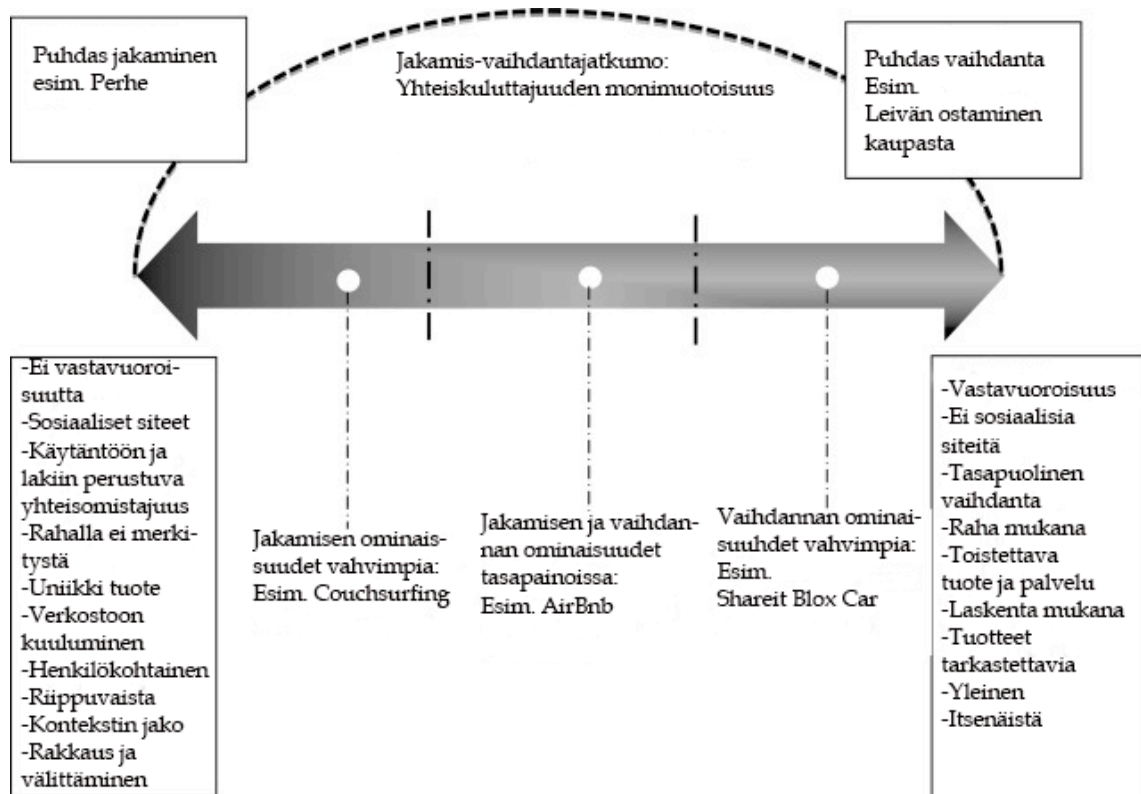 Puhdas jakaminen
esim. Perhe
Jakamis-vaihdantajatkumo:
Yhteiskuluttajuuden monimuotoisuus
Puhdas vaihdanta
Esim.
Leivän ostaminen
kaupasta
-Ei vastavuoroi-
suutta
-Sosiaaliset siteet
-Käytäntöön ja
lakiin perustuva
yhteisomistajuus
-Rahalla ei merki-
tystä
-Uniikki tuote
-Verkostoon
kuuluminen
-Henkilökohtainen
-Riippuvaista
-Kontekstin jako
-Rakkaus ja
välittäminen
Jakamisen ominais-
suudet vahvimpia:
Esim. Couchsurfing
Jakamisen ja vaihdan-
nan ominaisuudet
tasapainoissa:
Esim. AirBnb
Vaihdannan ominai-
suuhdet vahvimpia:
Esim.
Shareit Blox Car
-Vastavuoroisuus
-Ei sosiaalisia
siteitä
-Tasapuolinen
vaihdanta
-Raha mukana
-Toistettava
tuote ja palvelu
-Laskenta mukana
-Tuotteet
tarkastettavia
-Yleinen
-Itsenäistä